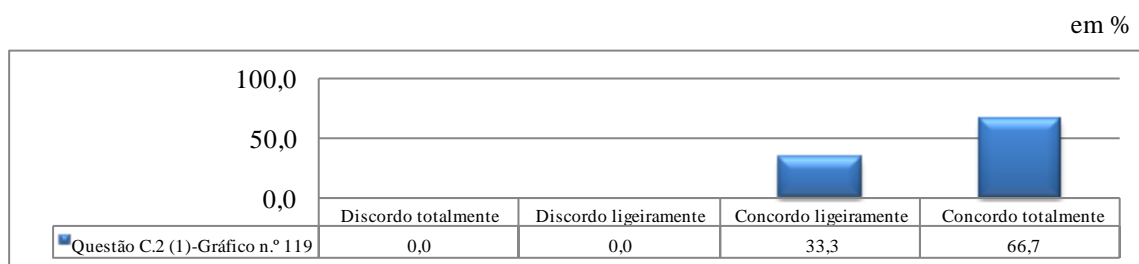 em %
100,0
50,0
0,0
Discordo totalmente Discordo ligeiramente Concordo ligeiramente Concordo totalmente
Questão C.2 (1)-Gráfico n.º 119 0,0 0,0 33,3 66,7